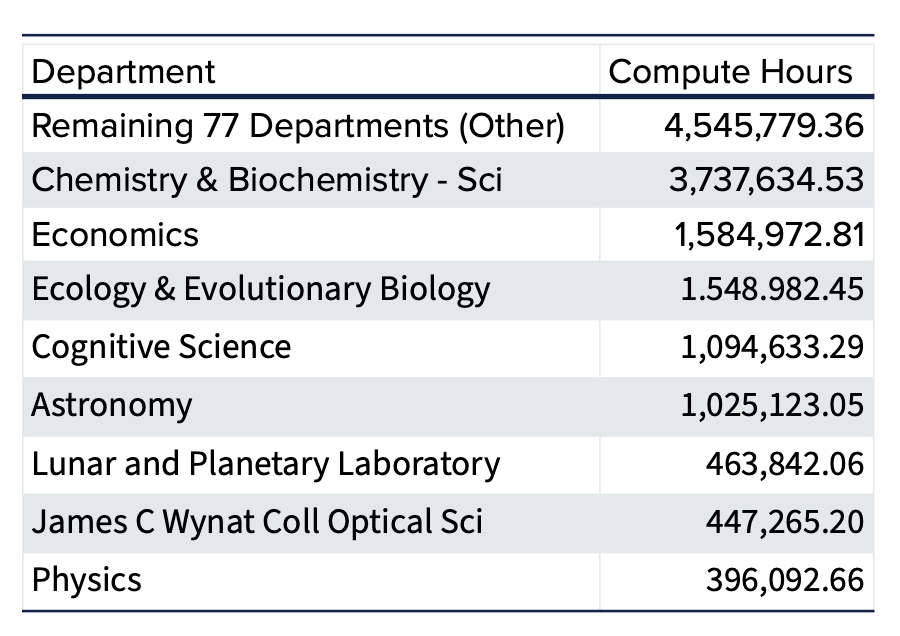 Department Compute Hours
Remaining 77 Departments (Other) 4,545,779.36
Chemistry & Biochemistry - Sci 3,737,634.53
Economics 1,584,972.81
Ecology & Evolutionary Biology 1.548.982.45
Cognitive Science 1,094,633.29
Astronomy 1,025,123.05
Lunar and Planetary Laboratory 463,842.06
James C Wynat Coll Optical Sci 447,265.20
Physics 396,092.66